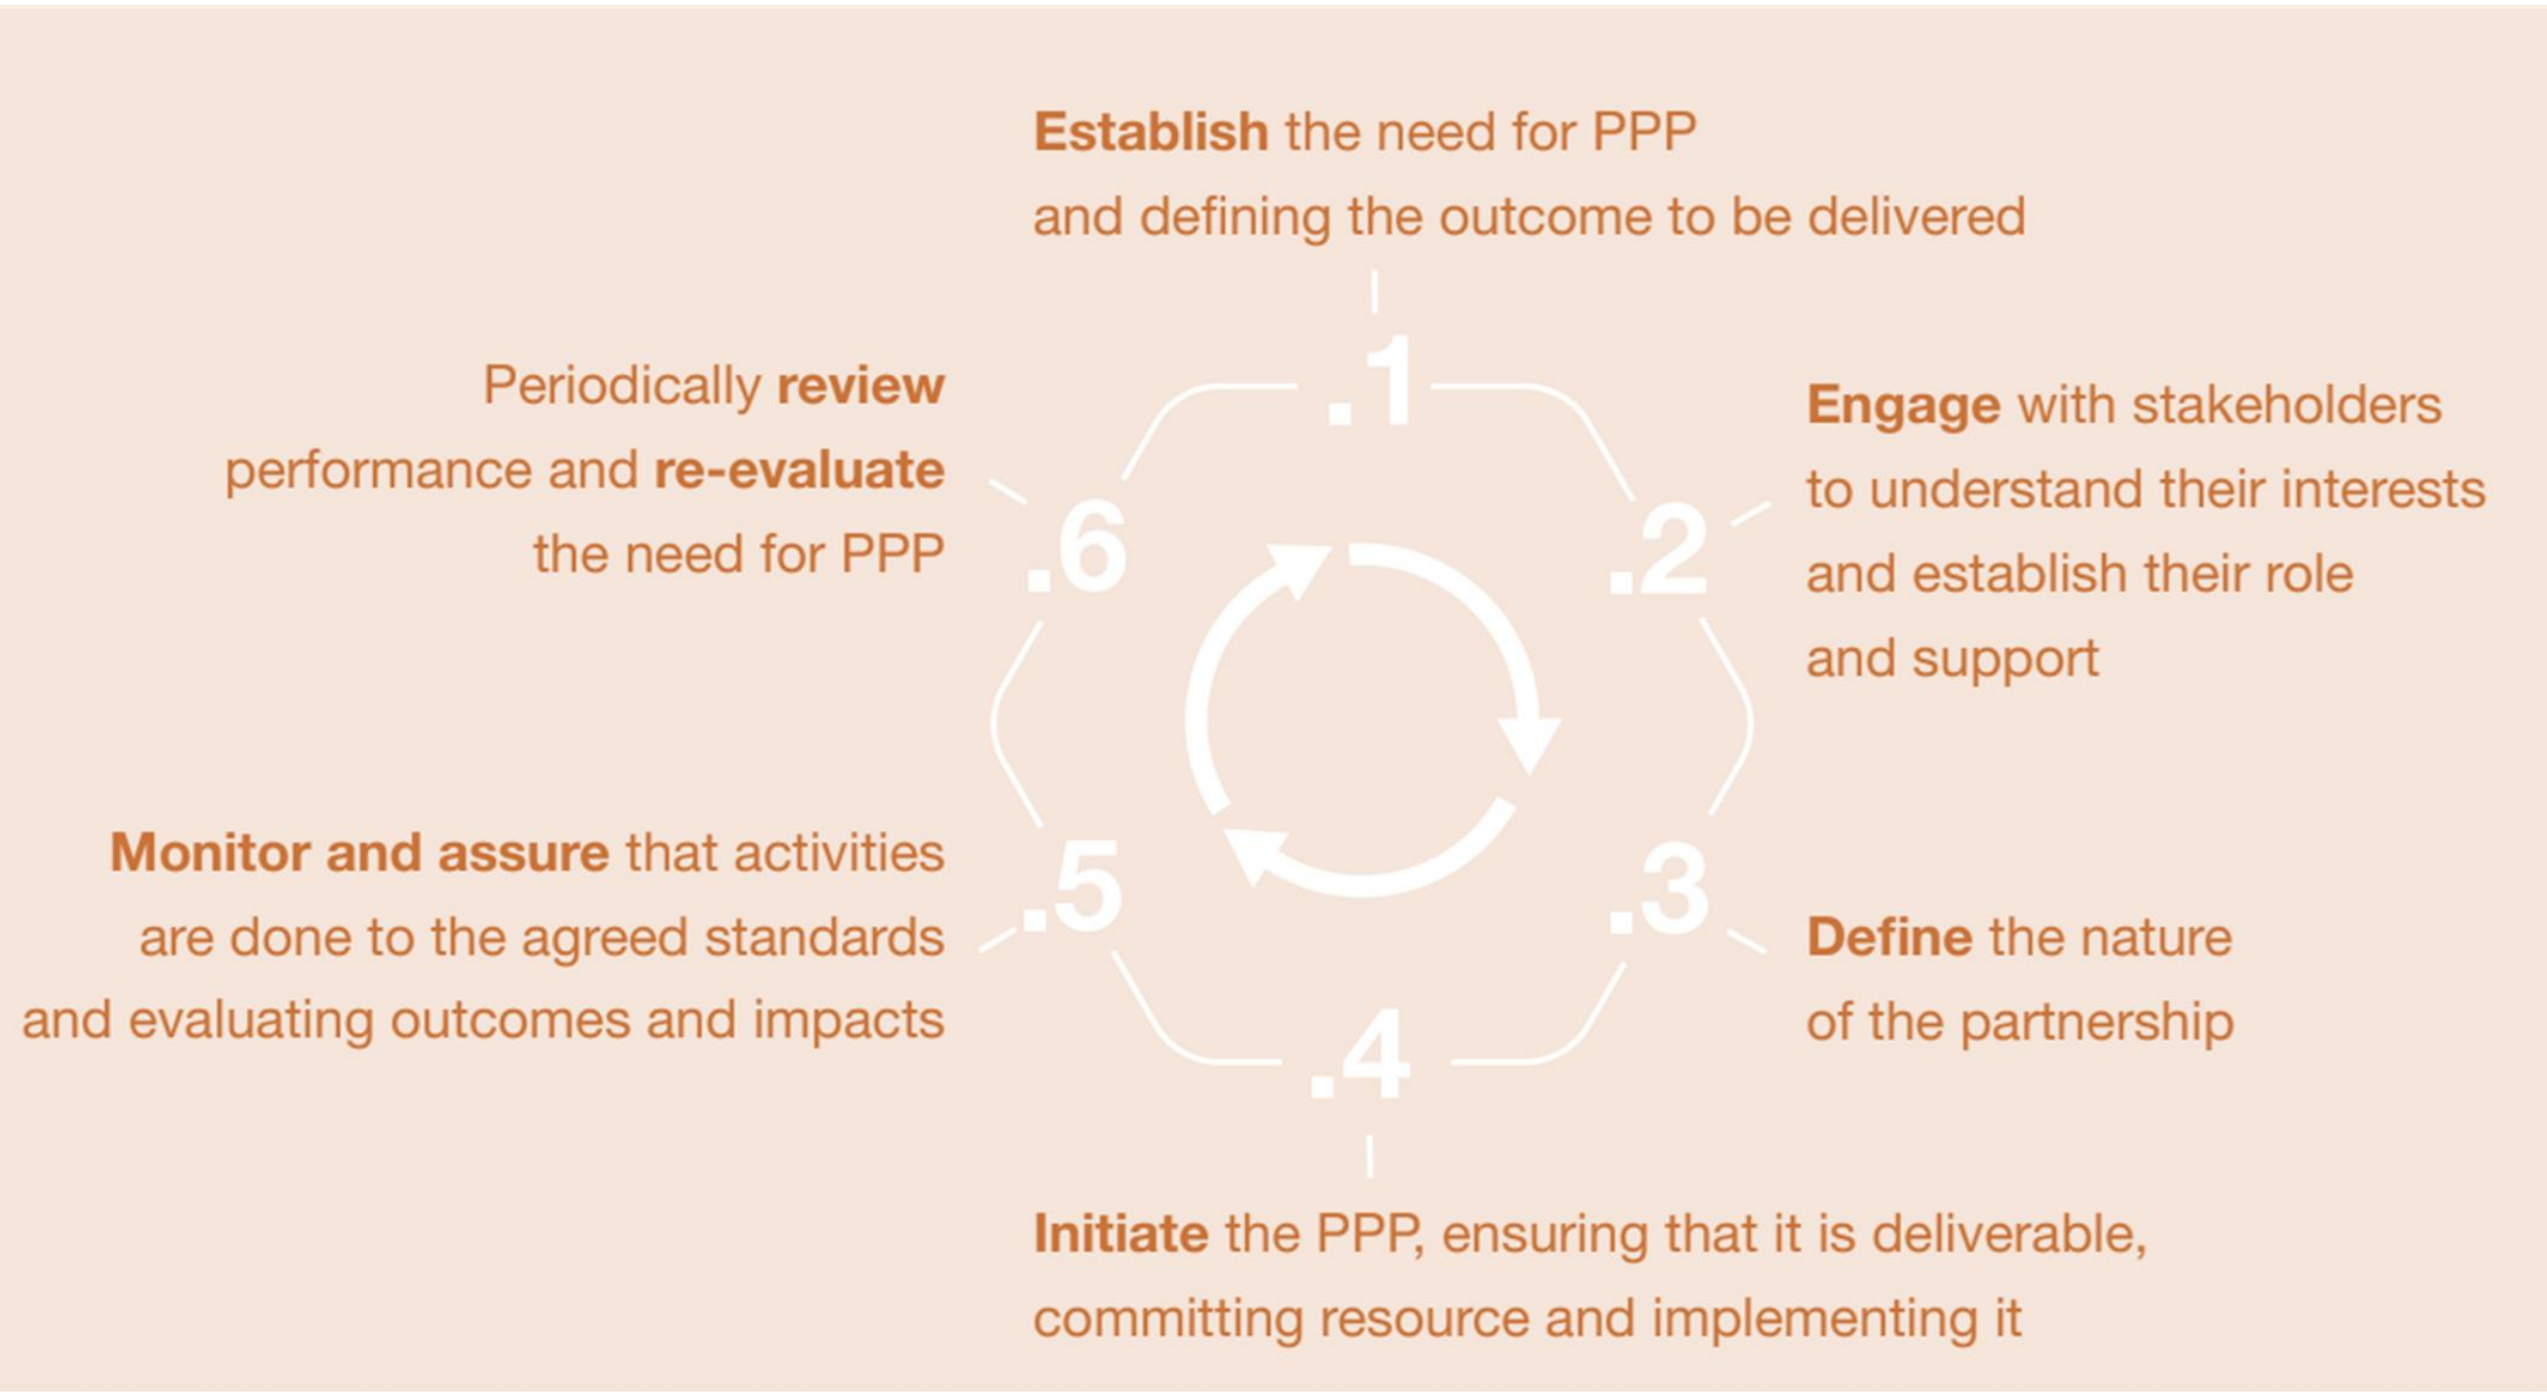 Establish the need for PPP
and defining the outcome to be delivered
.1
Engage with stakeholders
to understand their interests
and establish their role
and support
.2
.3
Define the nature
of the partnership
.4
Initiate the PPP, ensuring that it is deliverable,
committing resource and implementing it
.5
Monitor and assure that activities
are done to the agreed standards
and evaluating outcomes and impacts
.6
Periodically review
performance and re-evaluate
the need for PPP